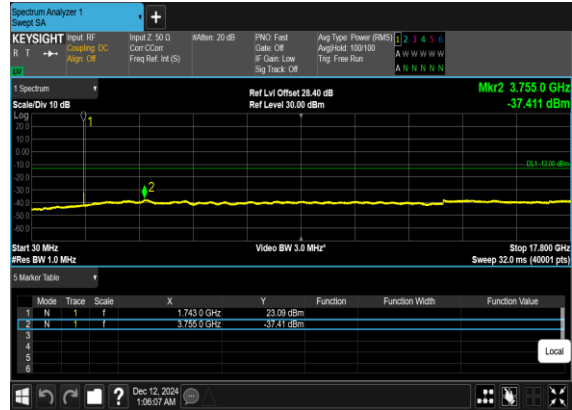 Spectrum Analyzer 1
Swept SA
+
KEYSIGHT Input: RF Input Z: 50 Ω #Atten: 20 dB PNO: Fast Avg Type: Power (RMS) 1 2 3 4 5 6
R T Coupling: DC Corr CCorr Gate: Off Avg|Hold: 100/100 A W W W W W
Align: Off Freq Ref: Int (S) IF Gain: Low Trig: Free Run
Sig Track: Off A N N N N N
1 Spectrum Ref Lvl Offset 28.40 dB Mkr2 3.755 0 GHz
Scale/Div 10 dB Ref Level 30.00 dBm -37.411 dBm
Log
1
20.0
10.0
0.00
-10.0
DL1 -13.00 dBm
-20.0
2
-30.0
-40.0
-50.0
-60.0
Start 30 MHz Video BW 3.0 MHz* Stop 17.800 GHz
#Res BW 1.0 MHz Sweep 32.0 ms (40001 pts)
5 Marker Table
Mode Trace Scale X Y Function Function Width Function Value
1 N 1 f 1.743 0 GHz 23.09 dBm
2 N 1 f 3.755 0 GHz -37.41 dBm
3
4
5
6
Local
? Dec 12, 2024
1:06:07 AM